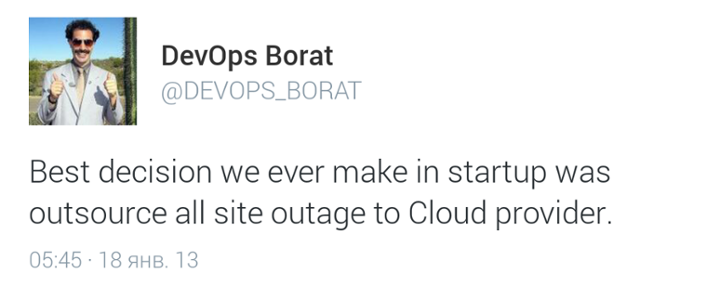 DevOps Borat
@DEVOPS_BORAT
Best decision we ever make in startup was
outsource all site outage to Cloud provider.
05:45 · 18 янв. 13